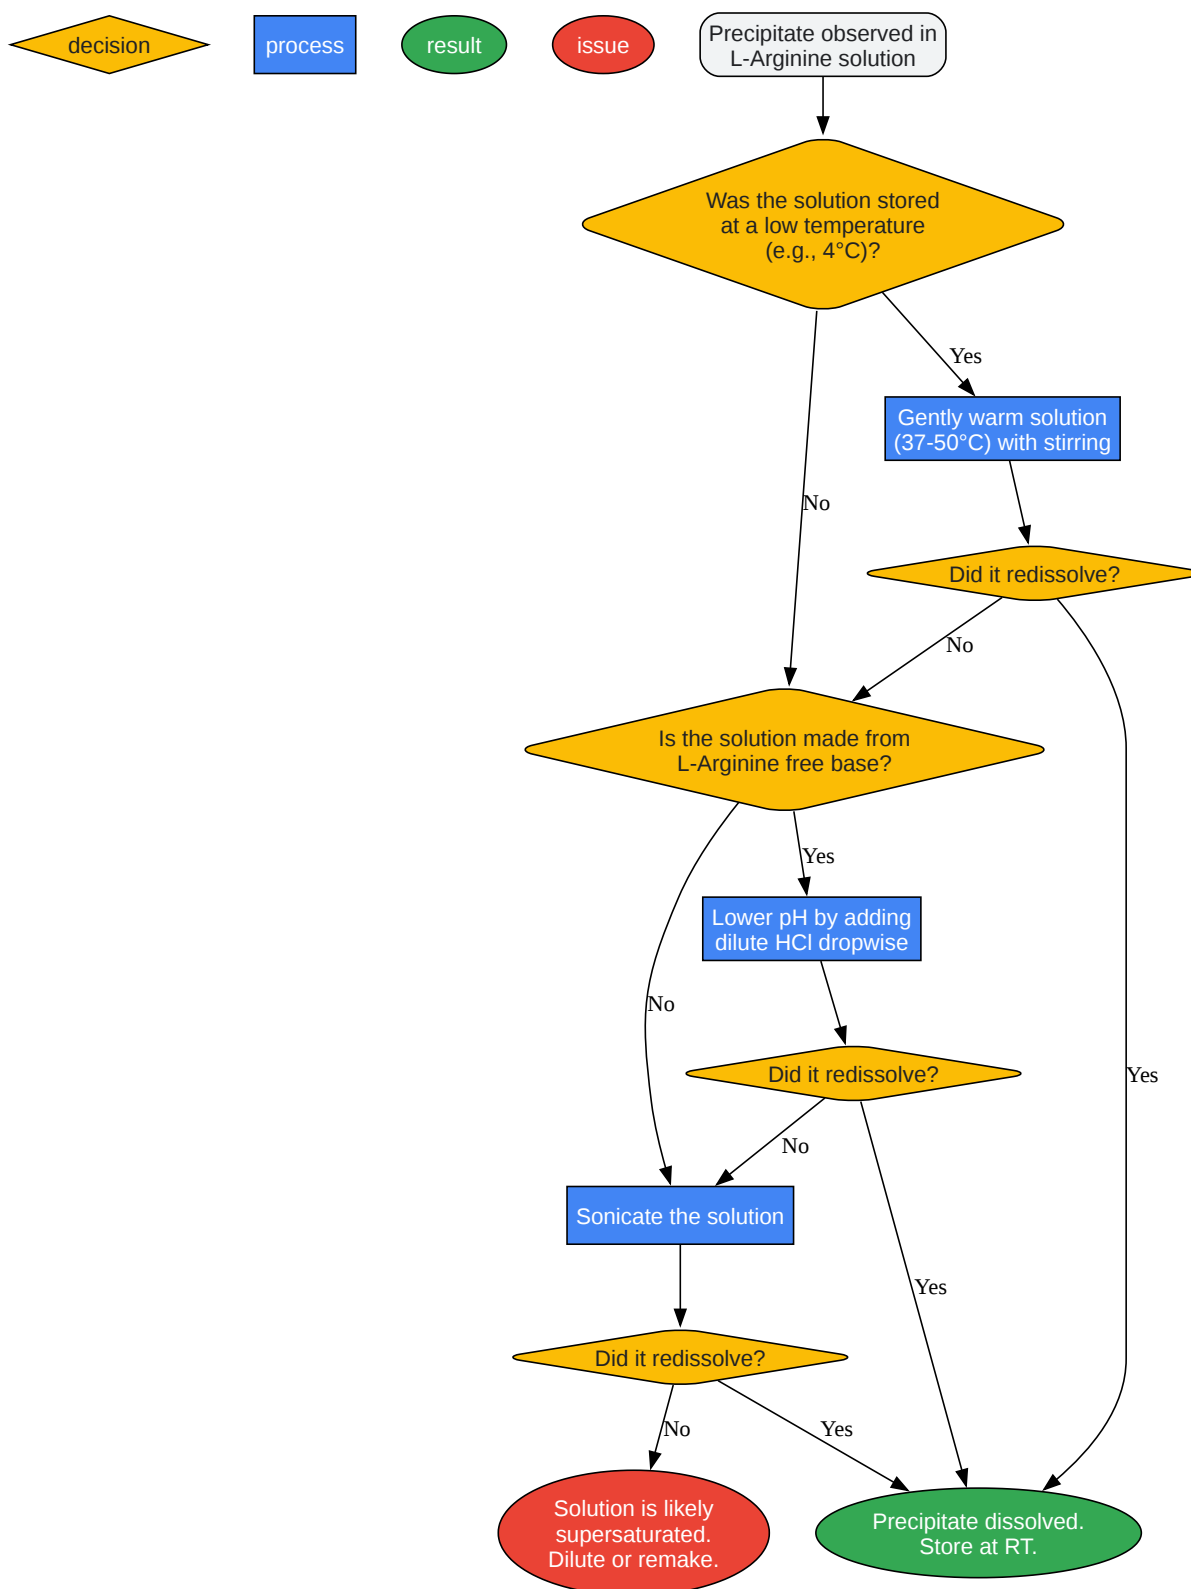 decision
process
result
issue
Precipitate observed in
L-Arginine solution
Was the solution stored
at a low temperature
(e.g., 4°C)?
Yes
Gently warm solution
(37-50°C) with stirring
No
Did it redissolve?
No
Is the solution made from
L-Arginine free base?
Yes
Lower pH by adding
dilute HCl dropwise
No
Did it redissolve?
Yes
No
Sonicate the solution
Yes
Did it redissolve?
No
Yes
Solution is likely
supersaturated.
Dilute or remake.
Precipitate dissolved.
Store at RT.